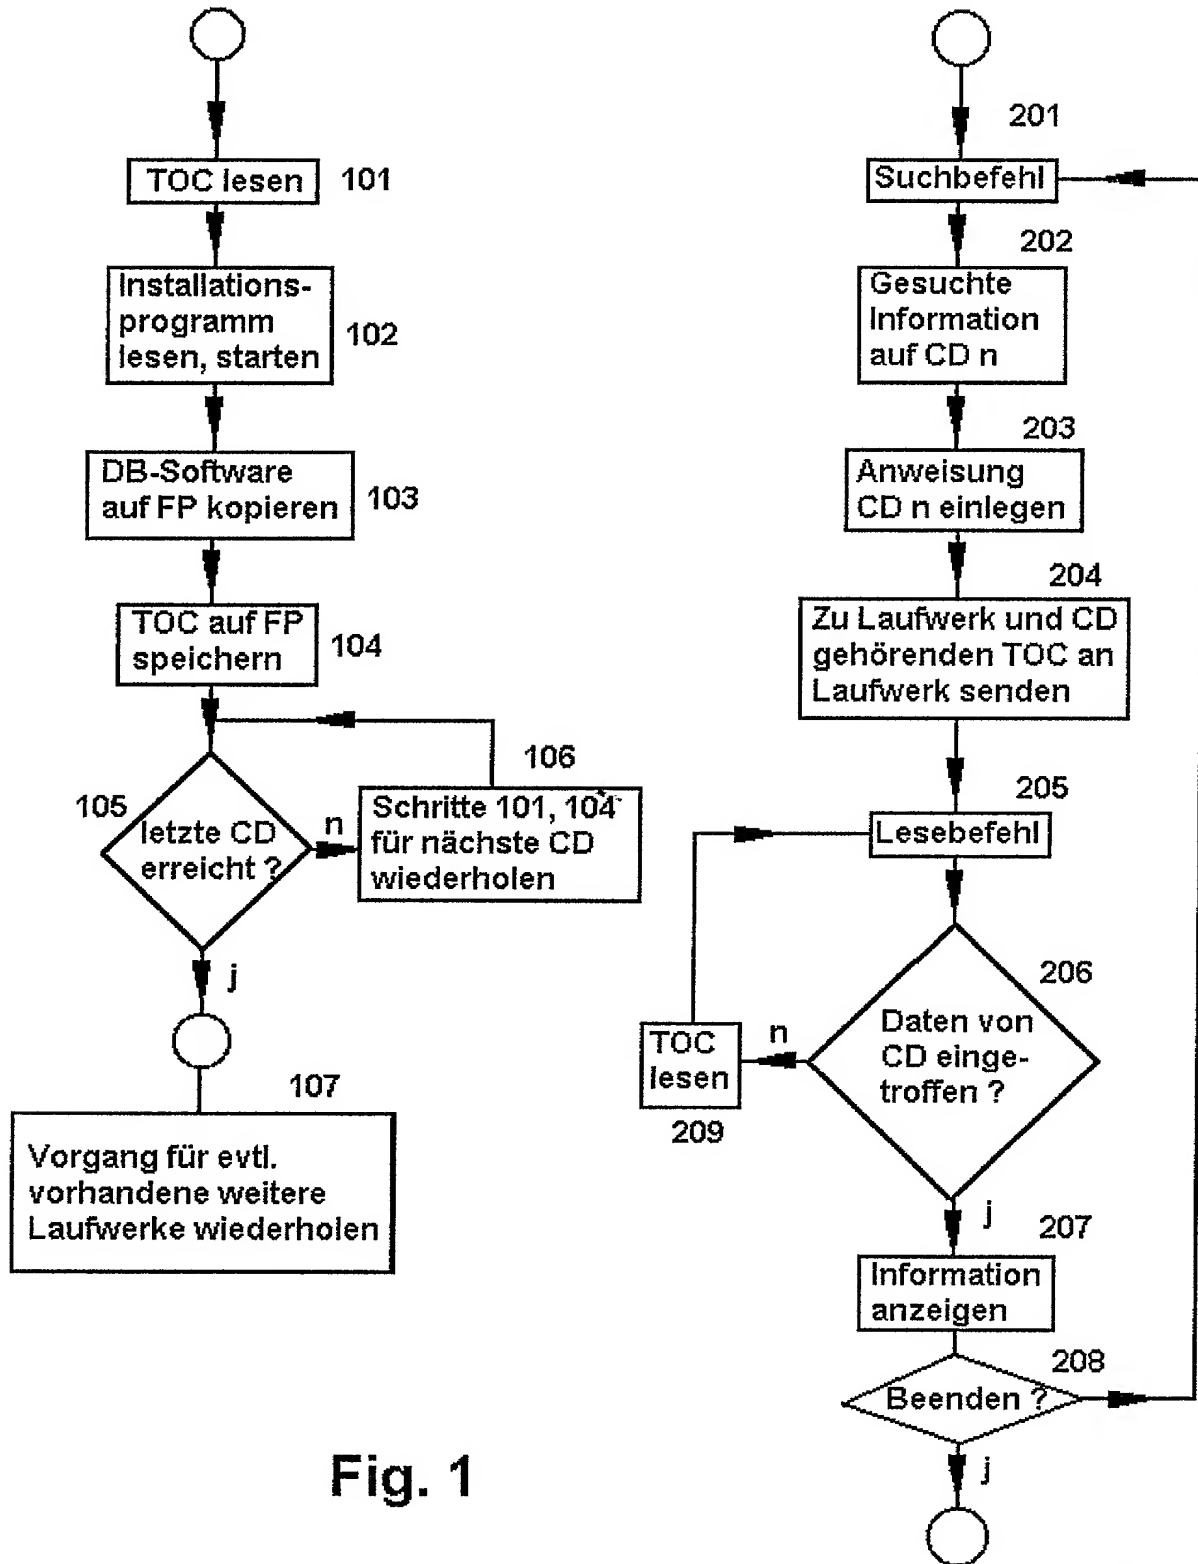 TOC lesen
101
Installations-
programm
lesen, starten
102
DB-Software
auf FP kopieren
103
TOC auf FP
speichern
104
105
letzte CD
erreicht ?
n
106
Schritte 101, 104
für nächste CD
wiederholen
j
107
Vorgang für evtl.
vorhandene weitere
Laufwerke wiederholen
Fig. 1
201
Suchbefehl
202
Gesuchte
Information
auf CD n
203
Anweisung
CD n einlegen
204
Zu Laufwerk und CD
gehörenden TOC an
Laufwerk senden
205
Lesebefehl
206
Daten von
CD einge-
troffen ?
n
TOC
lesen
209
j
207
Information
anzeigen
208
Beenden ?
j